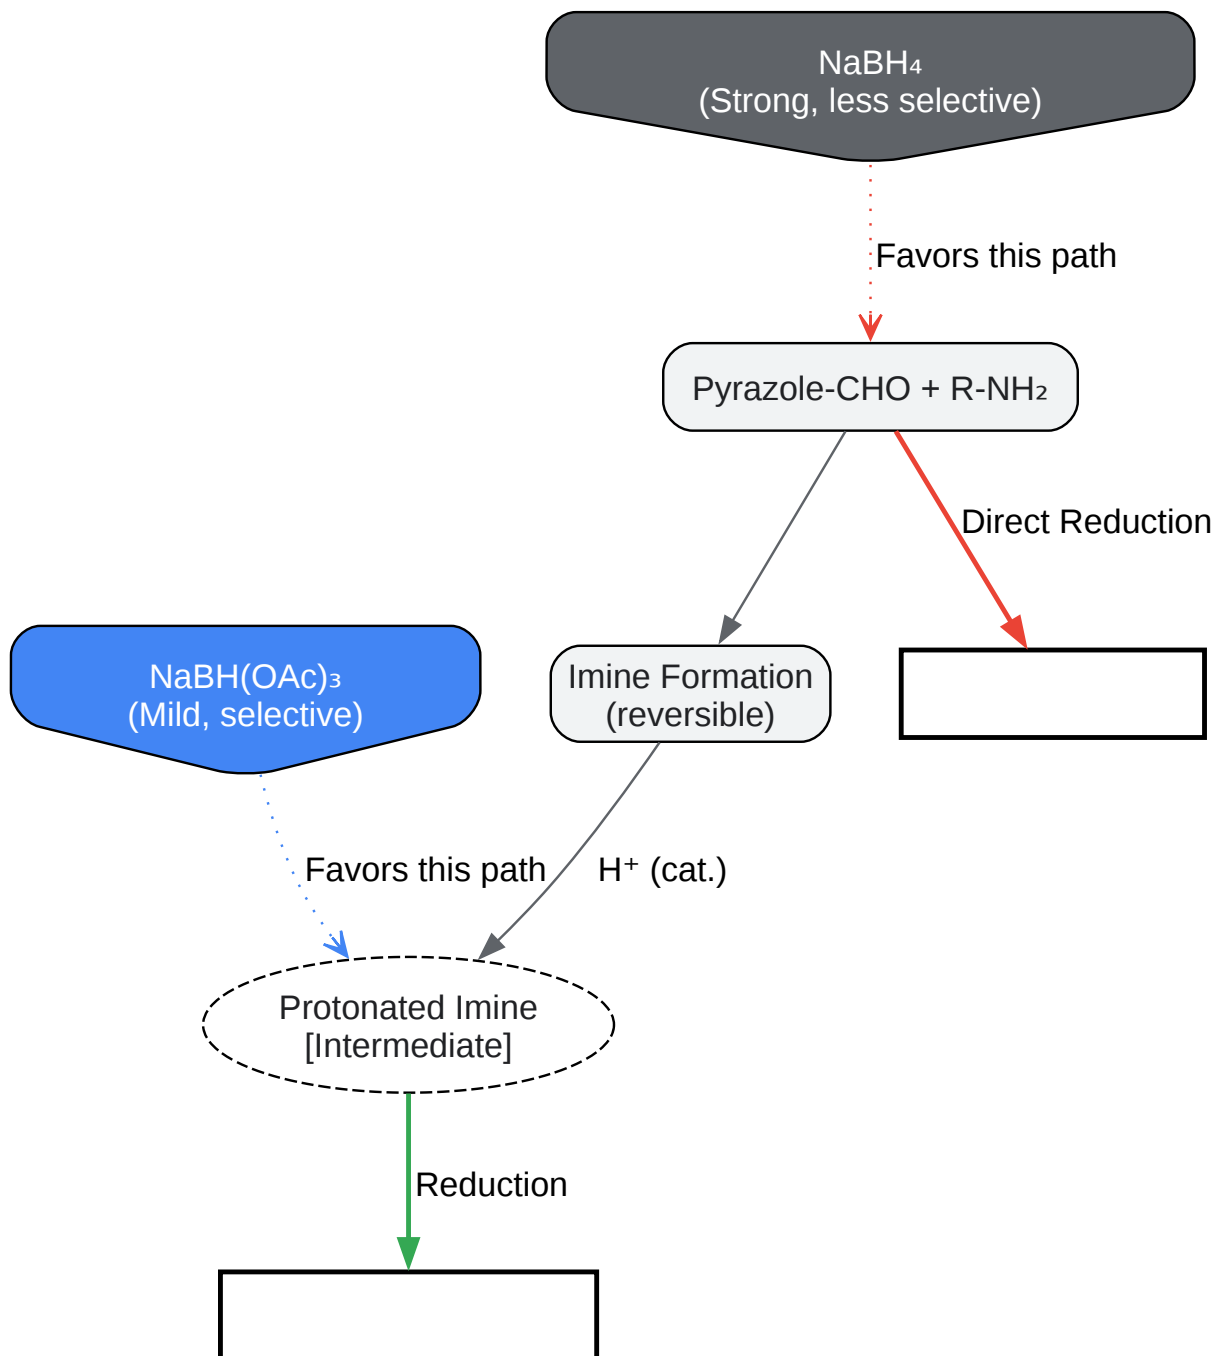 NaBH₄
(Strong, less selective)
Favors this path
Pyrazole-CHO + R-NH₂
Direct Reduction
NaBH(OAc)₃
(Mild, selective)
Imine Formation
(reversible)
Favors this path
H⁺ (cat.)
Protonated Imine
[Intermediate]
Reduction